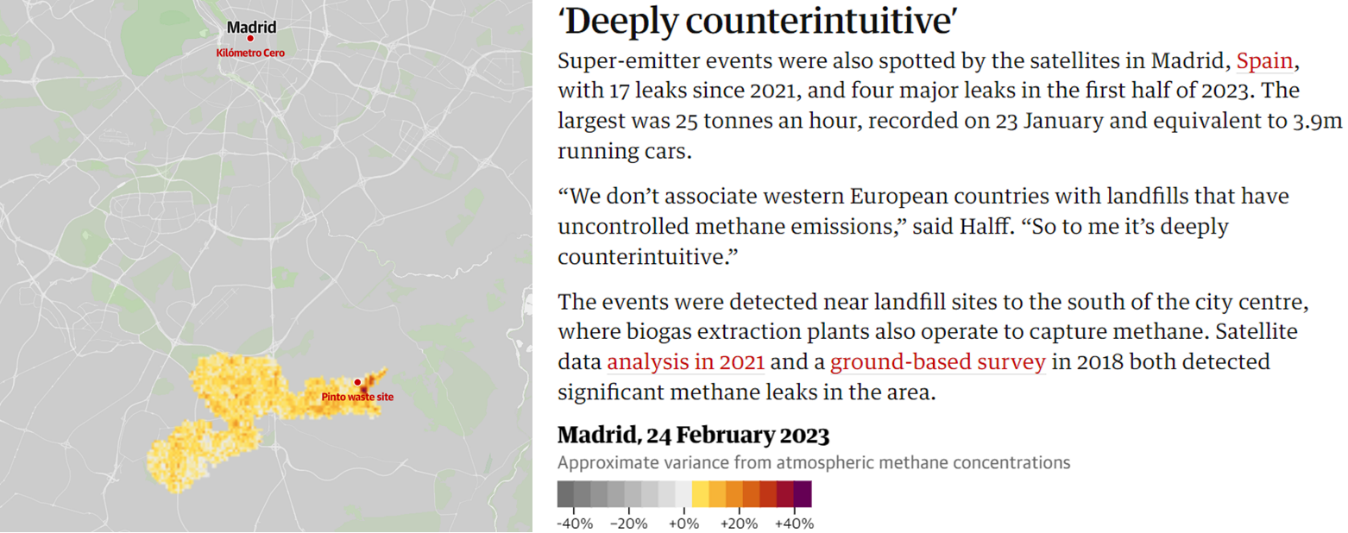 Madrid
Kilómetro Cero
Pinto waste site
‘Deeply counterintuitive’
Super-emitter events were also spotted by the satellites in Madrid, Spain,
with 17 leaks since 2021, and four major leaks in the first half of 2023. The
largest was 25 tonnes an hour, recorded on 23 January and equivalent to 3.9m
running cars.
“We don’t associate western European countries with landfills that have
uncontrolled methane emissions,” said Halff. “So to me it’s deeply
counterintuitive.”
The events were detected near landfill sites to the south of the city centre,
where biogas extraction plants also operate to capture methane. Satellite
data analysis in 2021 and a ground-based survey in 2018 both detected
significant methane leaks in the area.
Madrid, 24 February 2023
Approximate variance from atmospheric methane concentrations
-40% −20% +0% +20% +40%